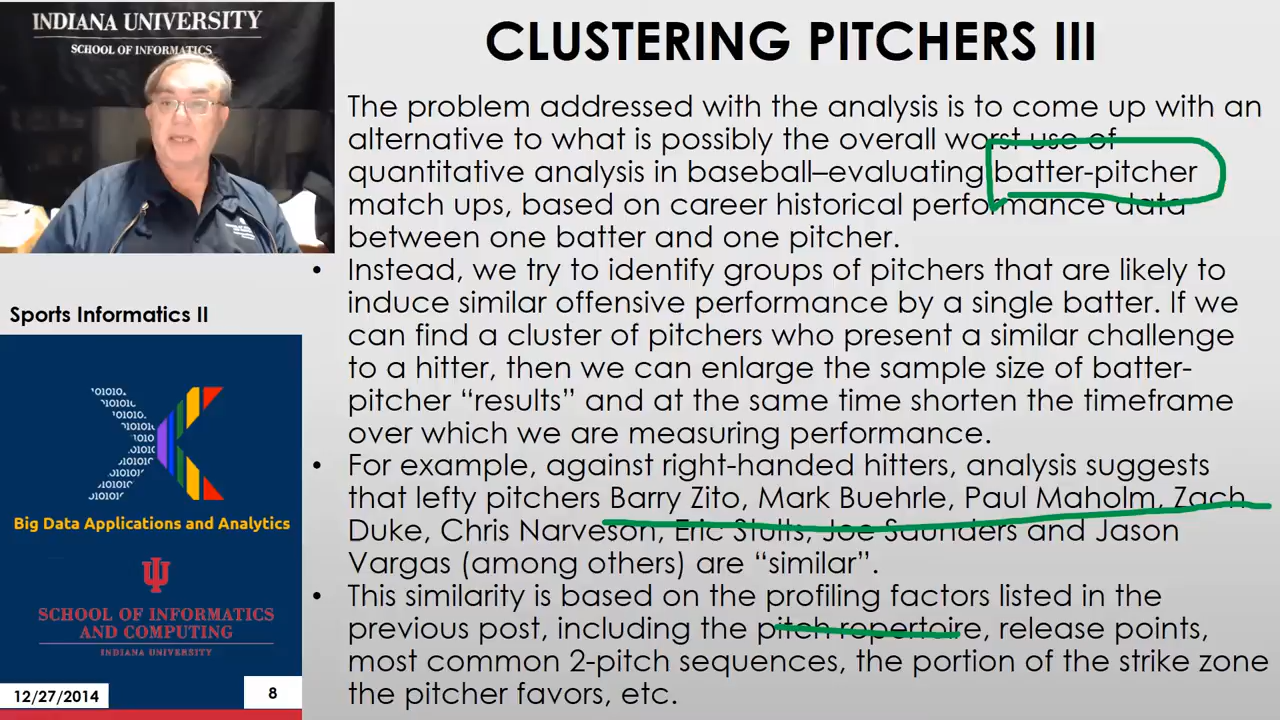 INDIANA UNIVERSITY
SCHOOL OF INFORMATICS
CLUSTERING PITCHERS III
The problem addressed with the analysis is to come up with an
alternative to what is possibly the overall worst use of
quantitative analysis in baseball–evaluating batter-pitcher
match ups, based on career historical performance data
between one batter and one pitcher.
• Instead, we try to identify groups of pitchers that are likely to
induce similar offensive performance by a single batter. If we
can find a cluster of pitchers who present a similar challenge
to a hitter, then we can enlarge the sample size of batter-
pitcher “results” and at the same time shorten the timeframe
over which we are measuring performance.
• For example, against right-handed hitters, analysis suggests
that lefty pitchers Barry Zito, Mark Buehrle, Paul Maholm, Zach
Duke, Chris Narveson, Eric Stults, Joe Saunders and Jason
Vargas (among others) are “similar”.
• This similarity is based on the profiling factors listed in the
previous post, including the pitch repertoire, release points,
most common 2-pitch sequences, the portion of the strike zone
the pitcher favors, etc.
Sports Informatics II
Big Data Applications and Analytics
SCHOOL OF INFORMATICS
AND COMPUTING
INDIANA UNIVERSITY
12/27/2014
8